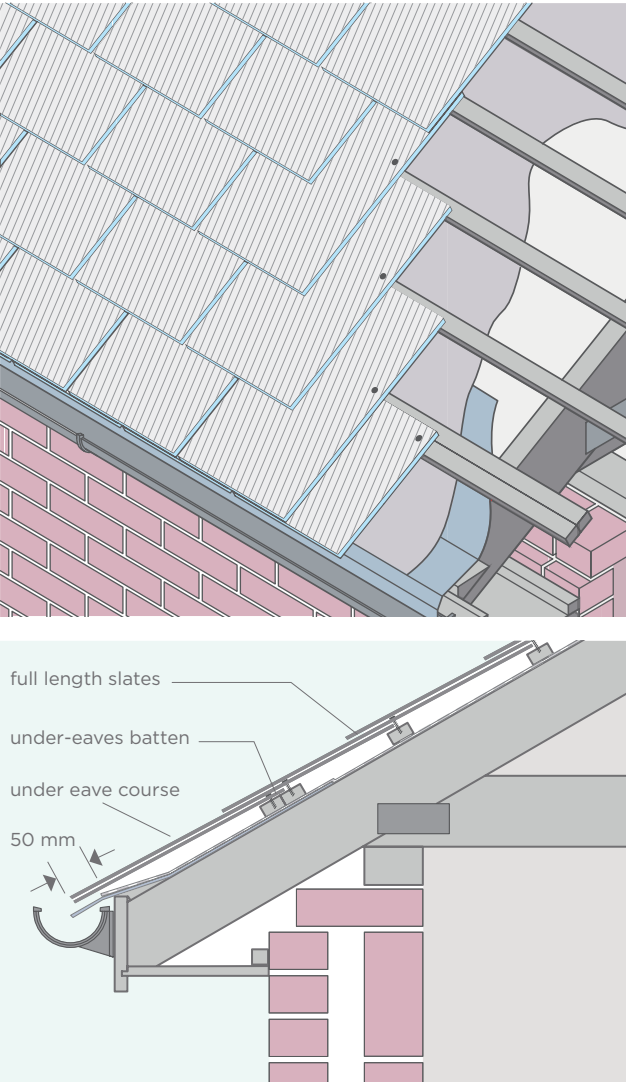 full length slates
under-eaves batten
under eave course
50 mm